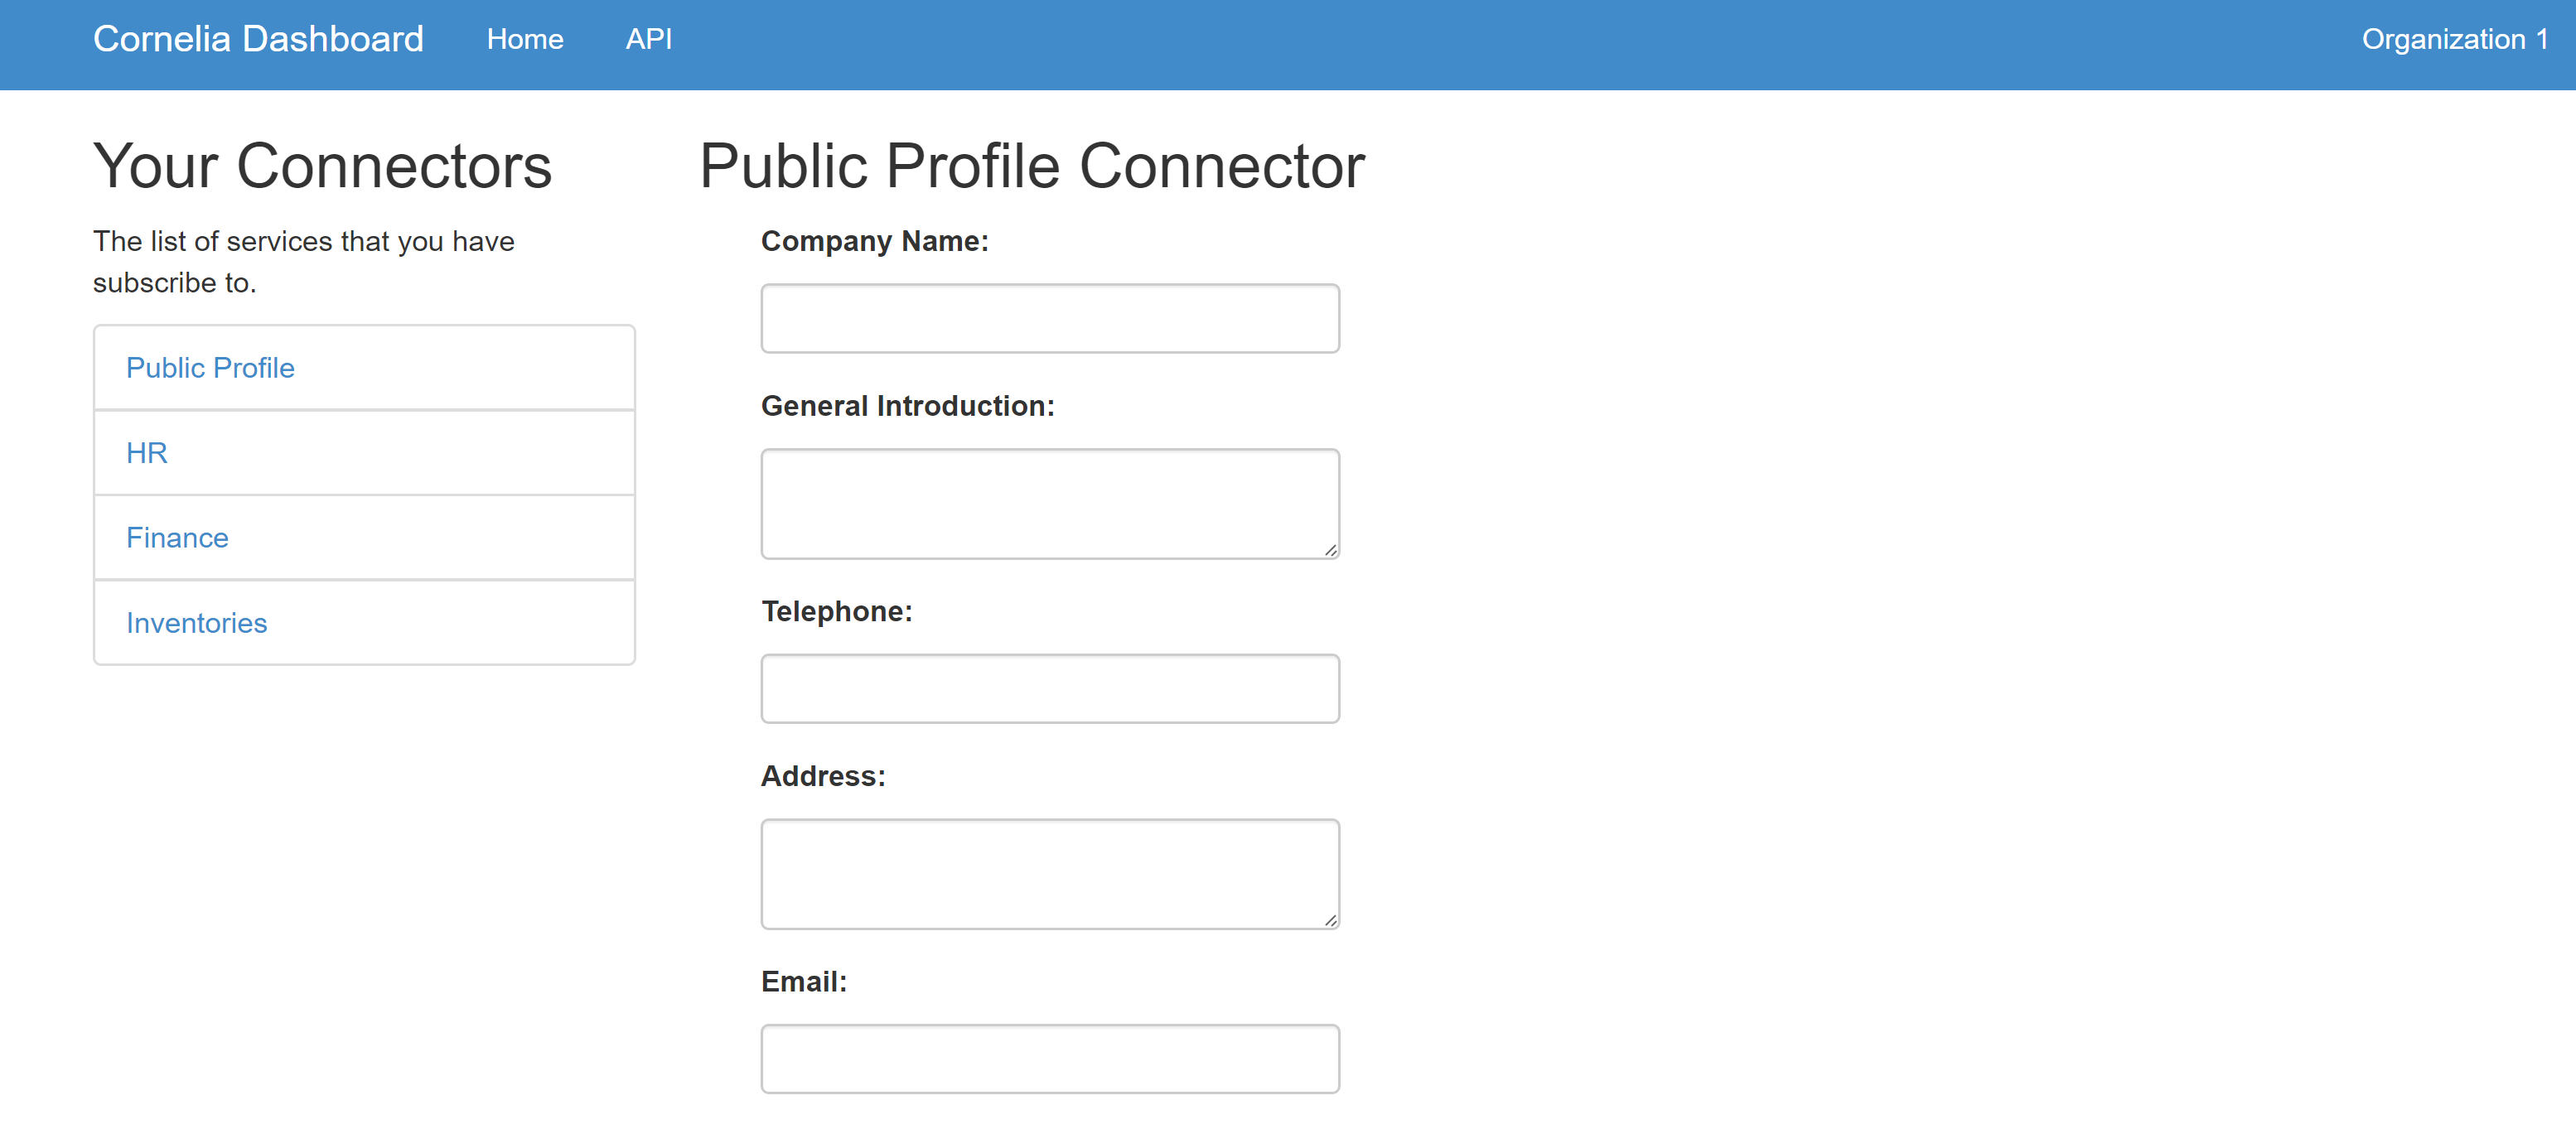 Cornelia Dashboard Home API Organization 1
Your Connectors
The list of services that you have
subscribe to.
Public Profile
HR
Finance
Inventories
Public Profile Connector
Company Name:
General Introduction:
Telephone:
Address:
Email: